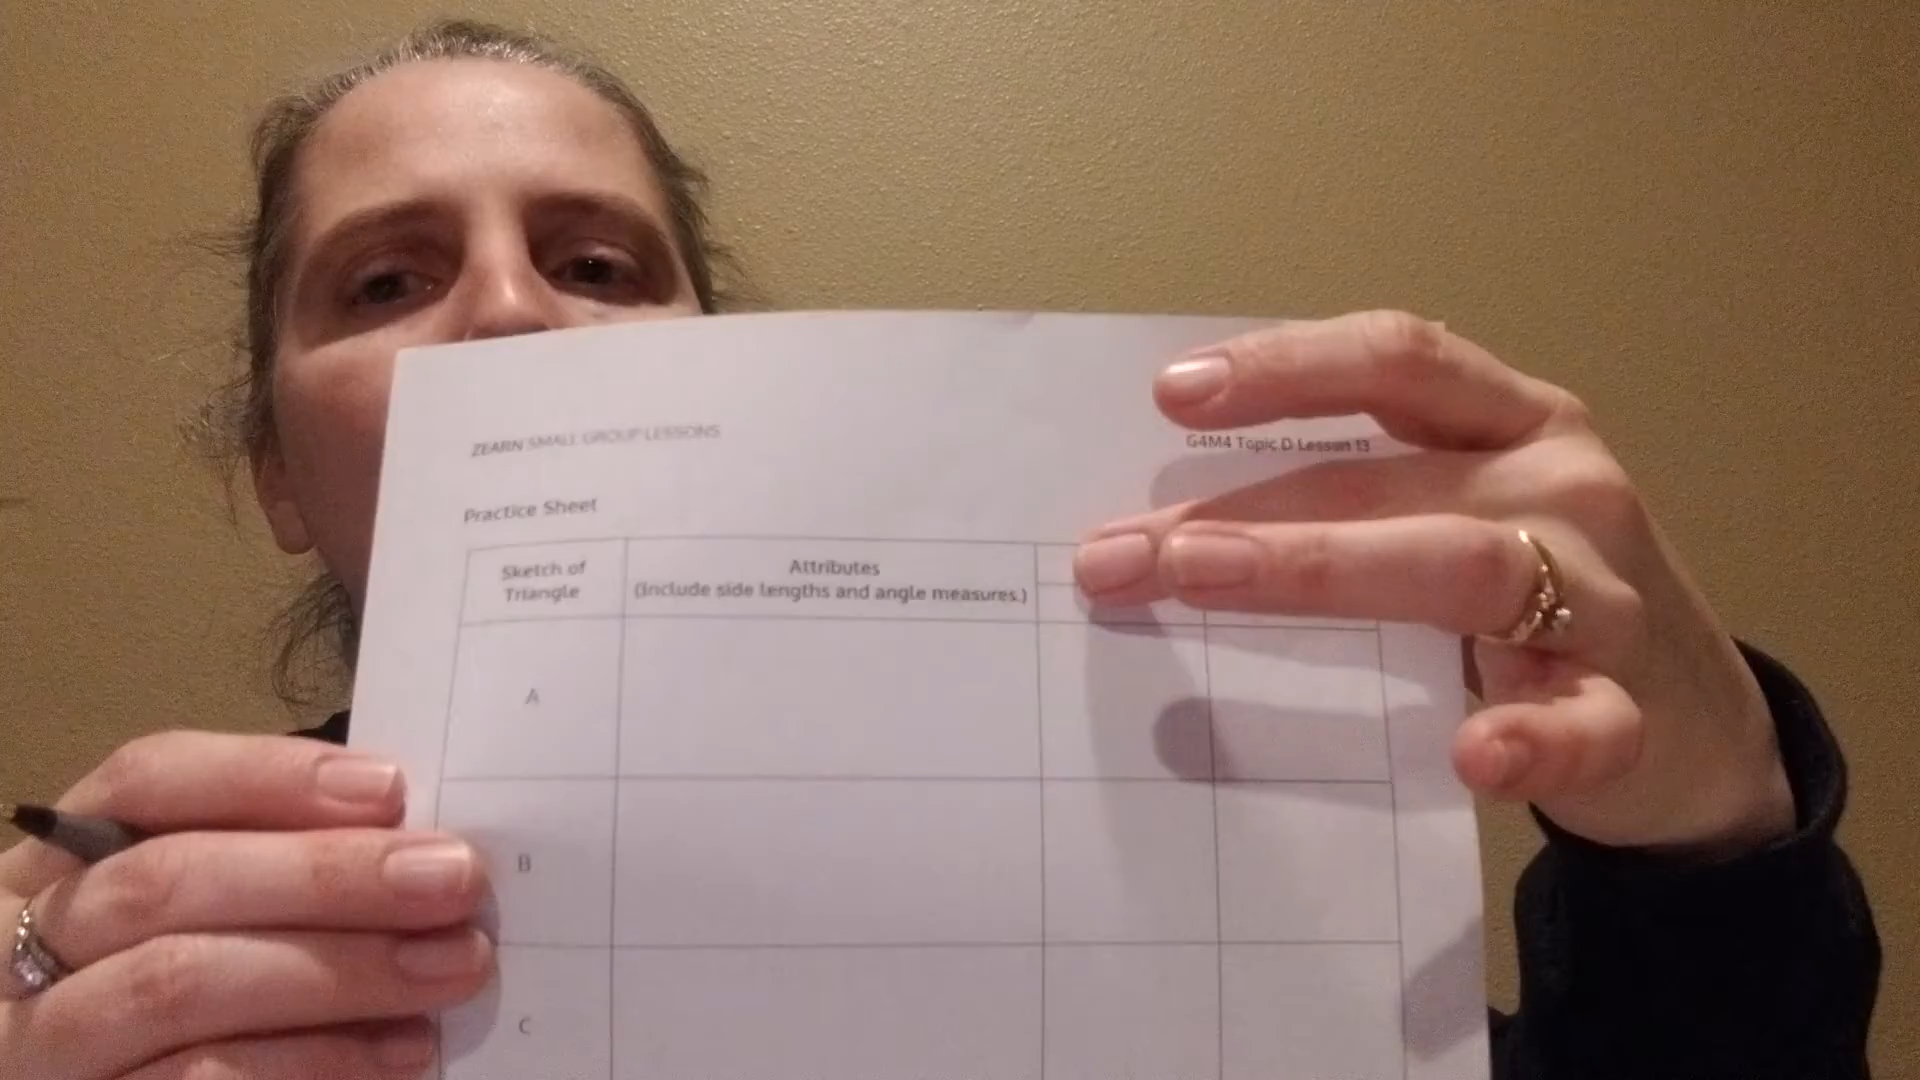 ZEARN SMALL GROUP LESSONS
G4M4 Topic D Lesson 13
Practice Sheet
Sketch of
Triangle
Attributes
(Include side lengths and angle measures.)
A
B
C